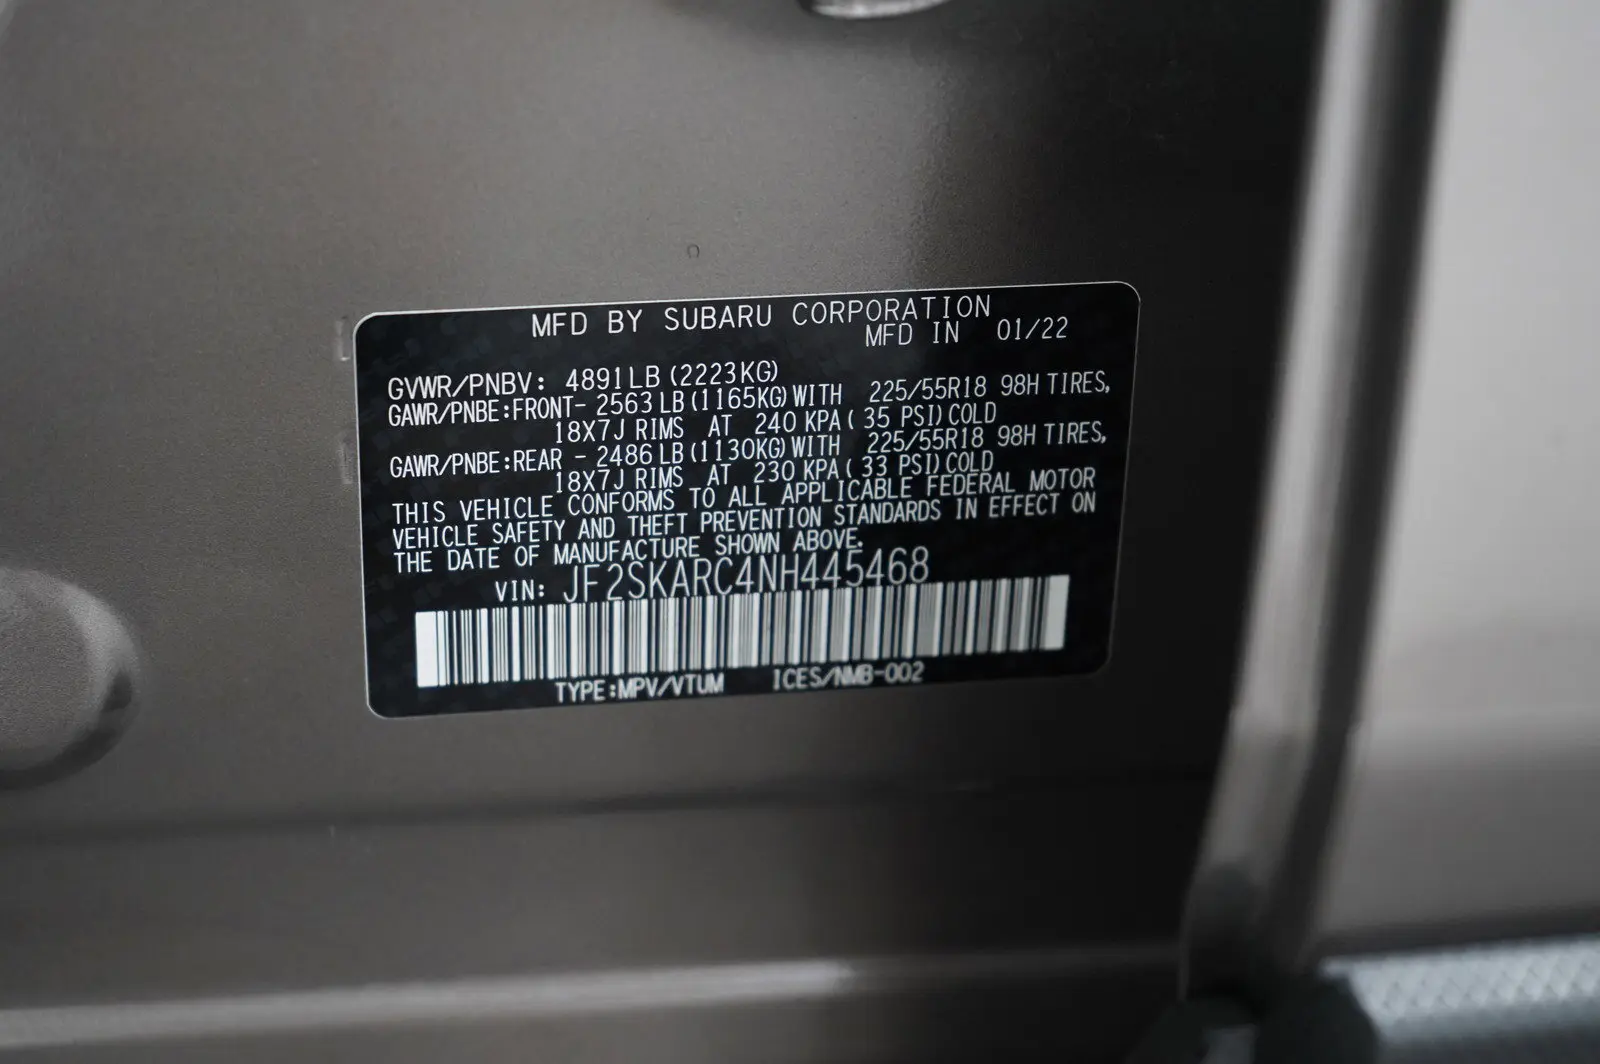 MFD BY SUBARU CORPORATION
MFD IN 01/22
GVWR/PNBV: 4891LB (2223KG)
GAWR/PNBE:FRONT- 2563LB(1165KG)WITH 225/55R18 98H TIRES,
18X7J RIMS AT 240 KPA( 35 PSI)COLD
GAWR/PNBE:REAR - 2486LB(1130KG)WITH 225/55R18 98H TIRES,
18X7J RIMS AT 230 KPA( 33 PSI)COLD
THIS VEHICLE CONFORMS TO ALL APPLICABLE FEDERAL MOTOR
VEHICLE SAFETY AND THEFT PREVENTION STANDARDS IN EFFECT ON
THE DATE OF MANUFACTURE SHOWN ABOVE.
VIN: JF2SKARC4NH445468
TYPE:MPV/VTUM ICES/NMB-002